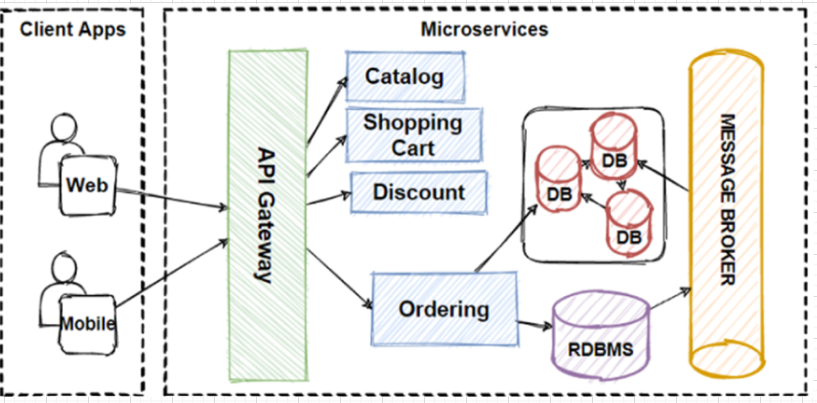 Client Apps
Microservices
Web
Mobile
API Gateway
Catalog
Shopping
Cart
Discount
Ordering
DB
DB
DB
RDBMS
MESSAGE BROKER